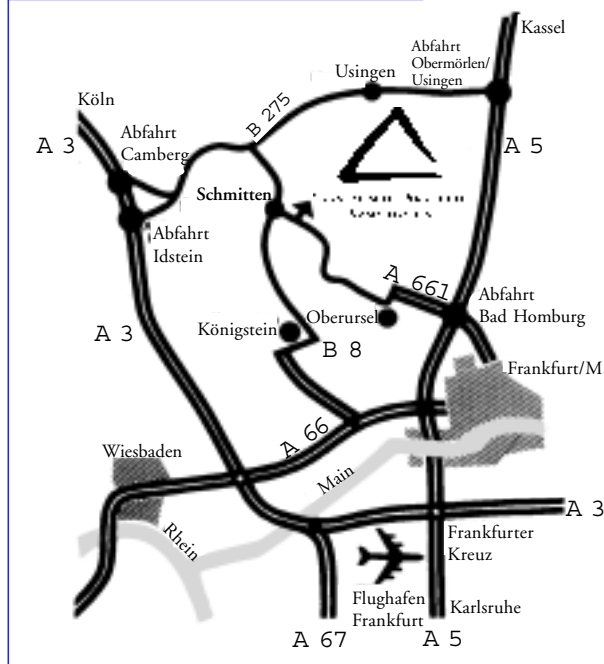 Kassel
Abfahrt
Obermörlen/
Usingen
Usingen
Köln
B 275
A 3
Abfahrt
Camberg
A 5
Schmitten
Abfahrt
Idstein
A 661
Abfahrt
Bad Homburg
Oberursel
A 3
Königstein
B 8
Frankfurt/M
A 66
Wiesbaden
Main
Rhein
A 3
Frankfurter
Kreuz
Flughafen
Frankfurt
Karlsruhe
A 67
A 5